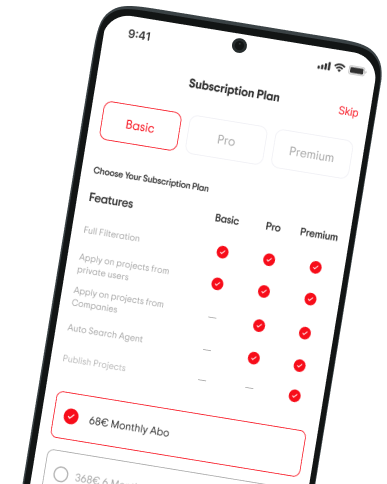 9:41
Subscription Plan
Skip
Basic
Pro
Premium
Choose Your Subscription Plan
Features
Basic
Pro
Premium
Full Filteration
Apply on projects from
private users
Apply on projects from
Companies
Auto Search Agent
Publish Projects
68€ Monthly Abo
368€ 6